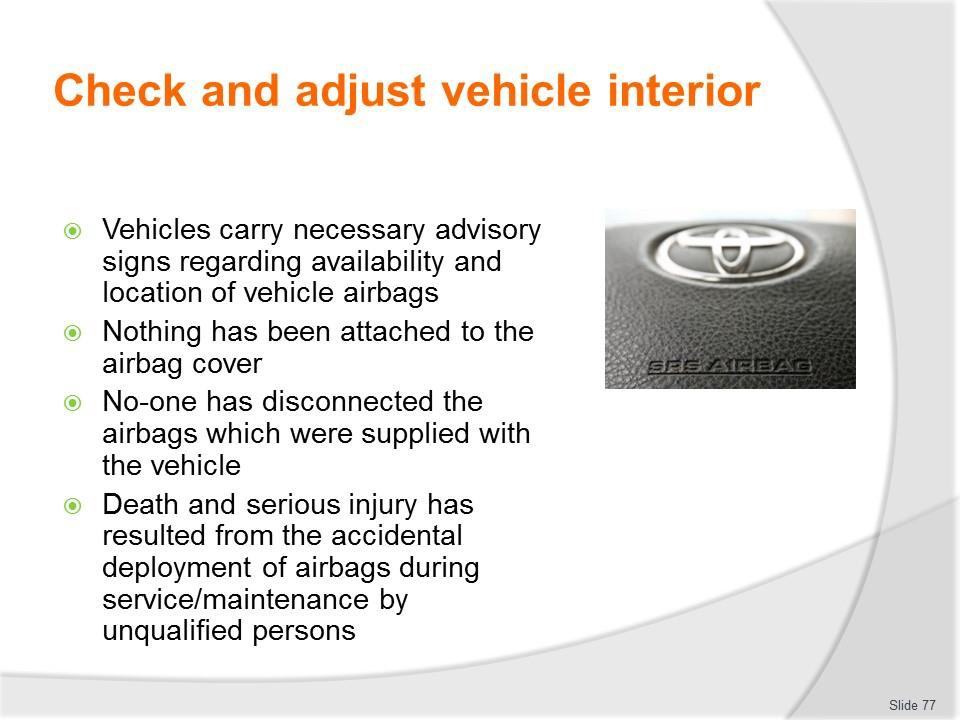 Check and adjust vehicle interior
Vehicles carry necessary advisory
signs regarding availability and
location of vehicle airbags
Nothing has been attached to the
airbag cover
No-one has disconnected the
airbags which were supplied with
the vehicle
Death and serious injury has
resulted from the accidental
deployment of airbags during
service/maintenance by
unqualified persons
SRS AIRBAG
Slide 77